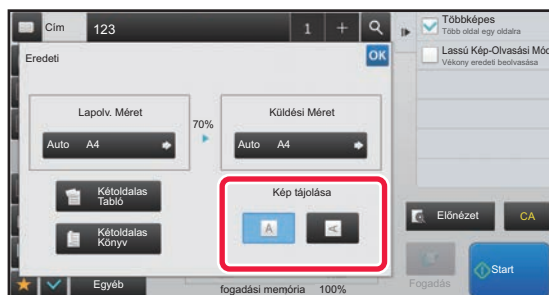 Cím
123
1
+
Többképes
Több oldal egy oldalra
Eredeti
OK
Lassú Kép-Olvasási Mód
Vékony eredeti beolvasása
Lapolv. Méret
70%
Küldési Méret
Auto A4
Auto A4
Kétoldalas
Tabló
Kép tájolása
A
A
Kétoldalas
Könyv
Előnézet
CA
Egyéb
fogadási memória 100%
Fogadás
Start